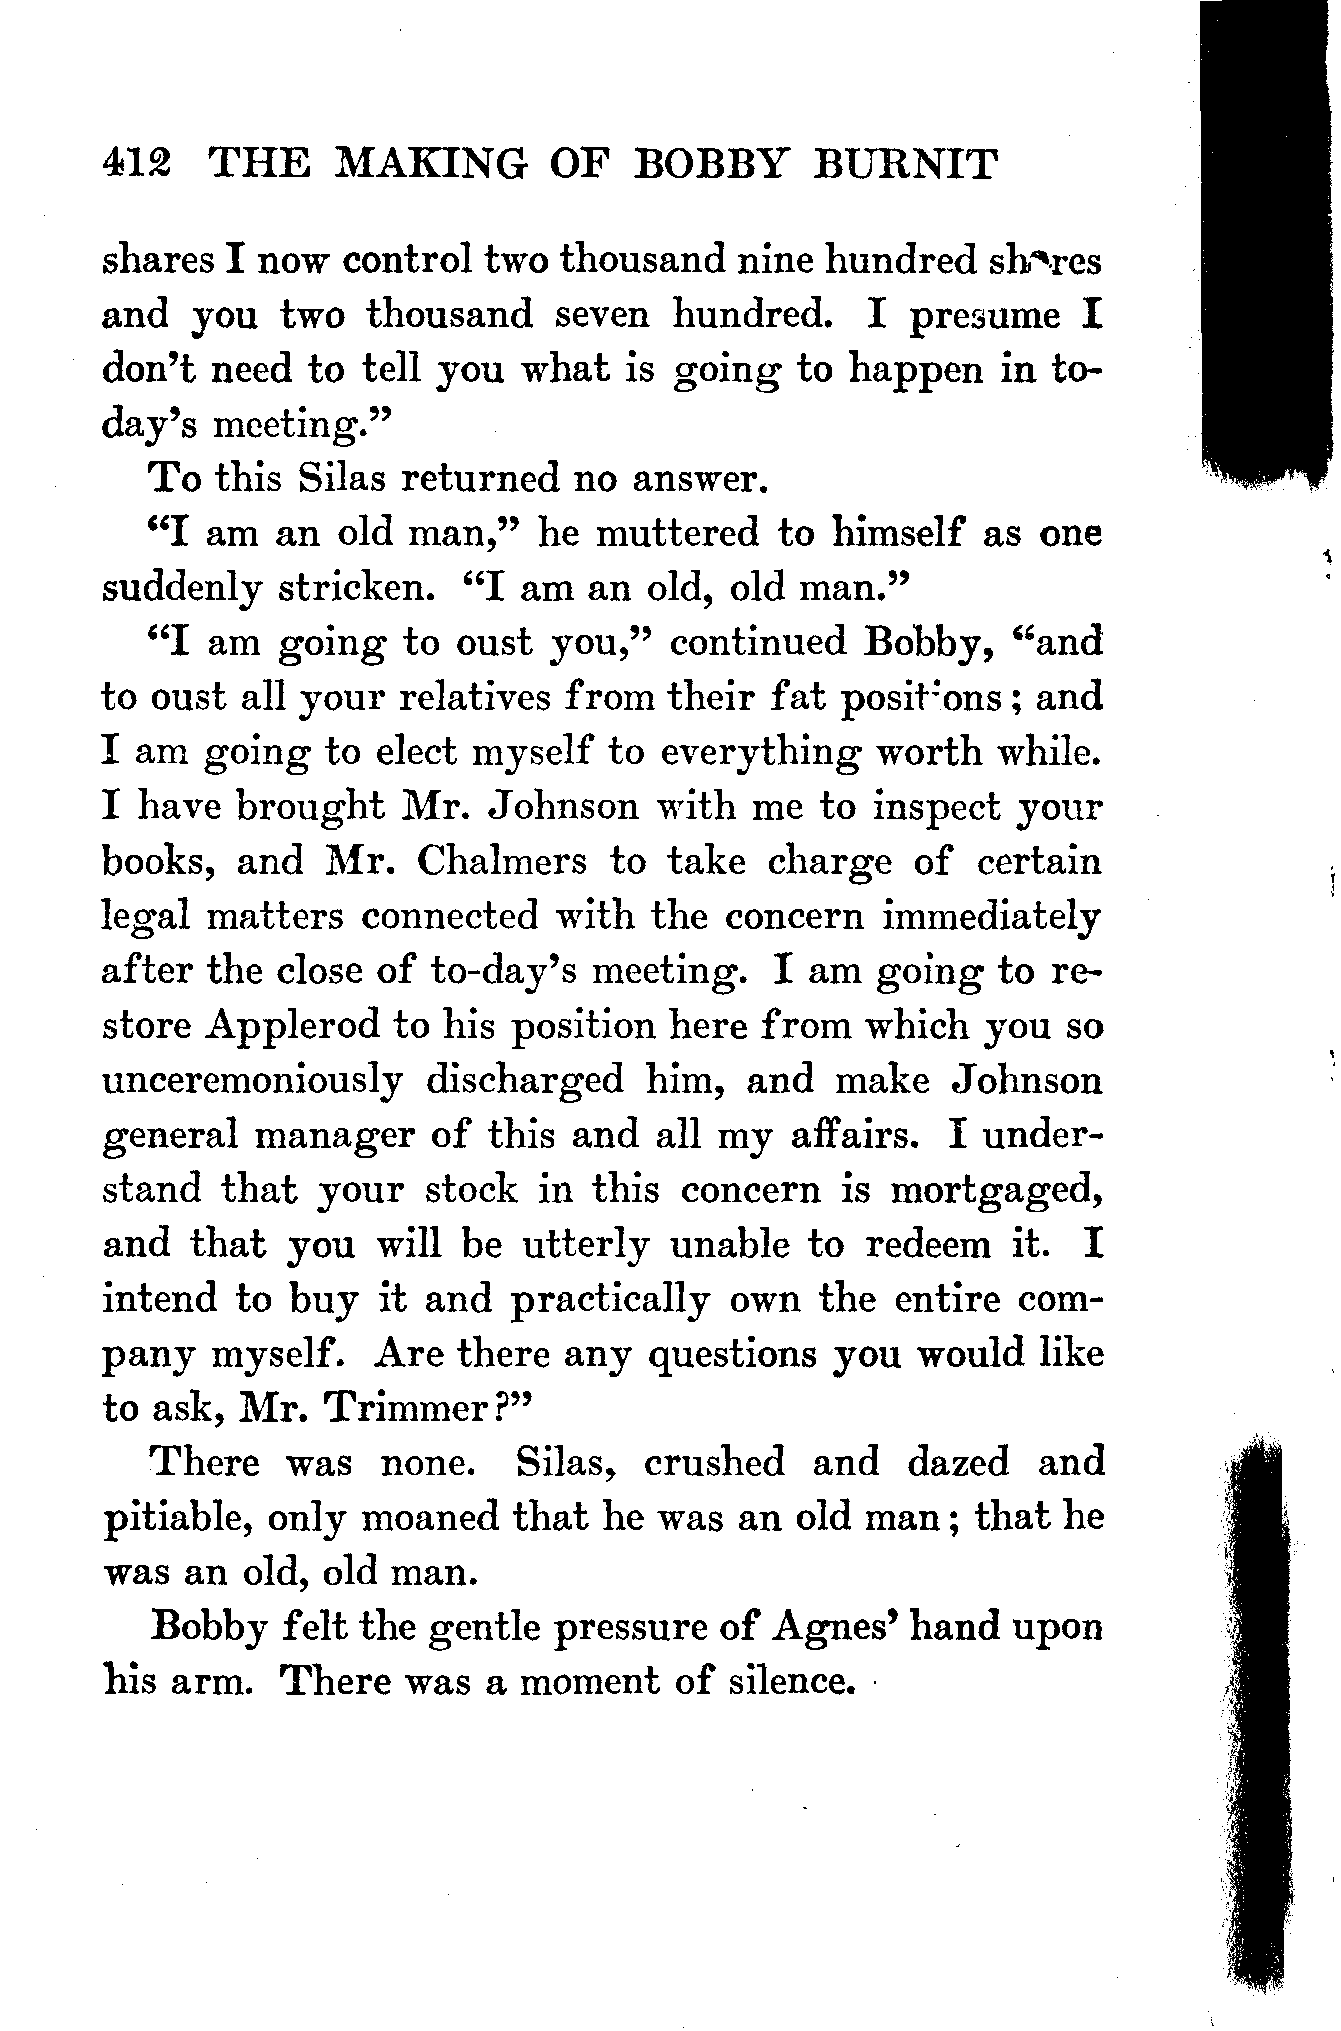 412 THE MAKING OF BOBBY BURNIT
shares I now control two thousand nine hundred shares
and you two thousand seven hundred. I presume I
don't need to tell you what is going to happen in to-
day's meeting."
To this Silas returned no answer.
"I am an old man," he muttered to himself as one
suddenly stricken. "I am an old, old man."
"I am going to oust you," continued Bobby, "and
to oust all your relatives from their fat positions; and
I am going to elect myself to everything worth while.
I have brought Mr. Johnson with me to inspect your
books, and Mr. Chalmers to take charge of certain
legal matters connected with the concern immediately
after the close of to-day's meeting. I am going to re-
store Applerod to his position here from which you so
unceremoniously discharged him, and make Johnson
general manager of this and all my affairs. I under-
stand that your stock in this concern is mortgaged,
and that you will be utterly unable to redeem it. I
intend to buy it and practically own the entire com-
pany myself. Are there any questions you would like
to ask, Mr. Trimmer?"
There was none. Silas, crushed and dazed and
pitiable, only moaned that he was an old man; that he
was an old, old man.
Bobby felt the gentle pressure of Agnes' hand upon
his arm. There was a moment of silence.